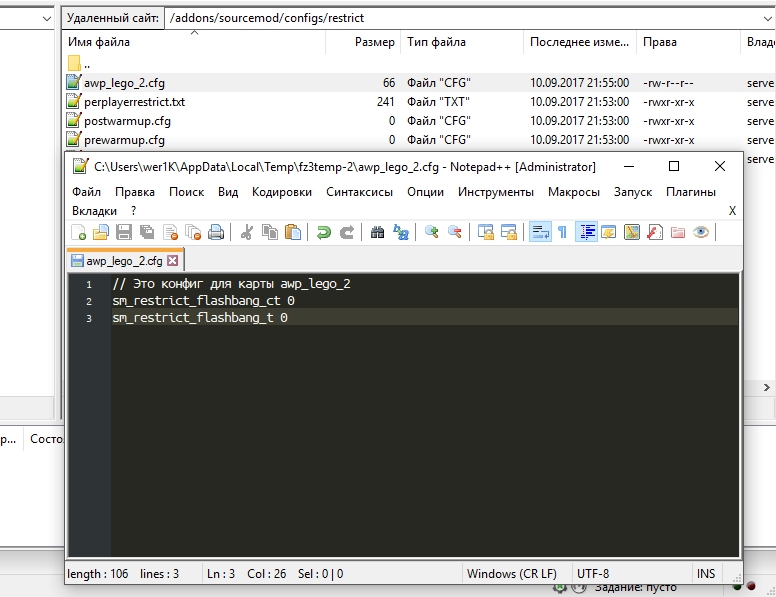 Удаленный сайт: /addons/sourcemod/configs/restrict
Имя файла Размер Тип файла Последнее изме... Права Владе
..
awp_lego_2.cfg 66 Файл "CFG" 10.09.2017 21:55:00 -rw-r--r-- serve
perplayerrestrict.txt 241 Файл "TXT" 10.09.2017 21:53:00 -rwxr-xr-x serve
postwarmup.cfg 0 Файл "CFG" 10.09.2017 21:53:00 -rwxr-xr-x serve
prewarmup.cfg 0 Файл "CFG" 10.09.2017 21:53:00 -rwxr-xr-x serve
serve
C:\Users\wer1K\AppData\Local\Temp\fz3temp-2\awp_lego_2.cfg - Notepad++ [Administrator]
Файл Правка Поиск Вид Кодировки Синтаксисы Опции Инструменты Макросы Запуск Плагины
Вкладки ? X
awp_lego_2.cfg
1 // Это конфиг для карты awp_lego_2
2 sm_restrict_flashbang_ct 0
3 sm_restrict_flashbang_t 0
р... Состо
length : 106 lines : 3 Ln : 3 Col : 26 Sel : 0 | 0 Windows (CR LF) UTF-8 INS
Задание: пусто